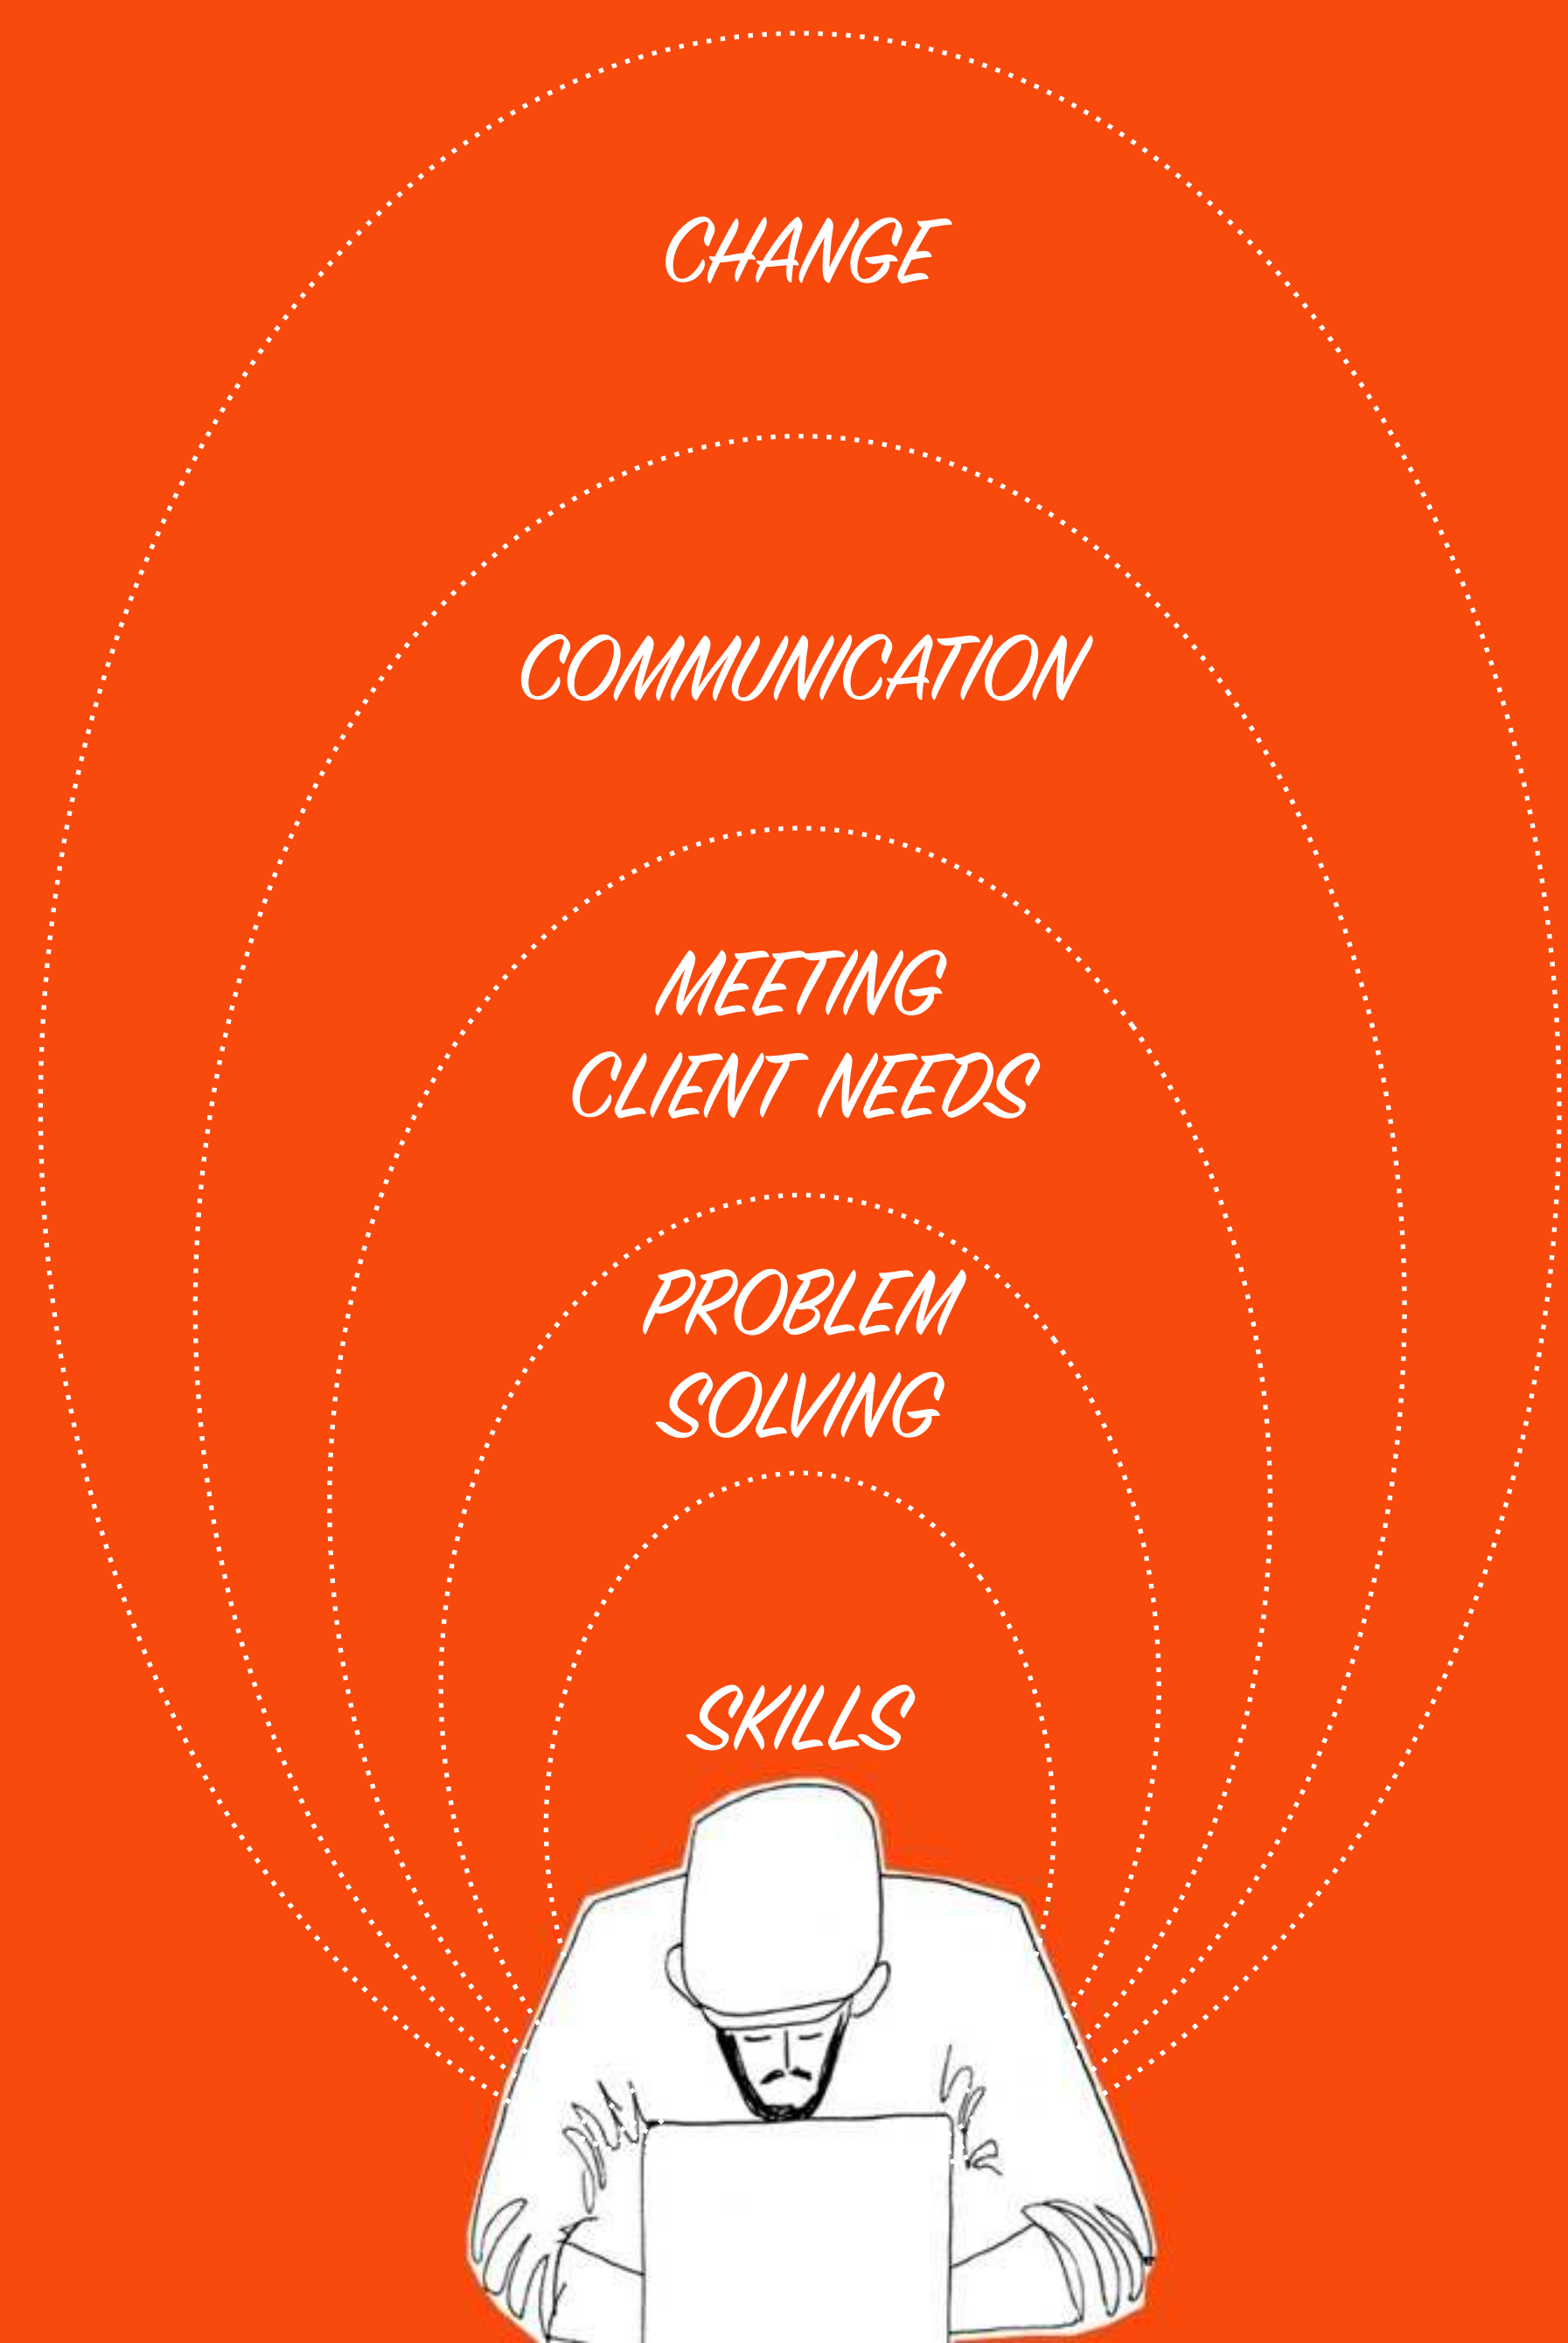 CHANGE
COMMUNICATION
MEETING
CLIENT NEEDS
PROBLEM
SOLVING
SKILLS